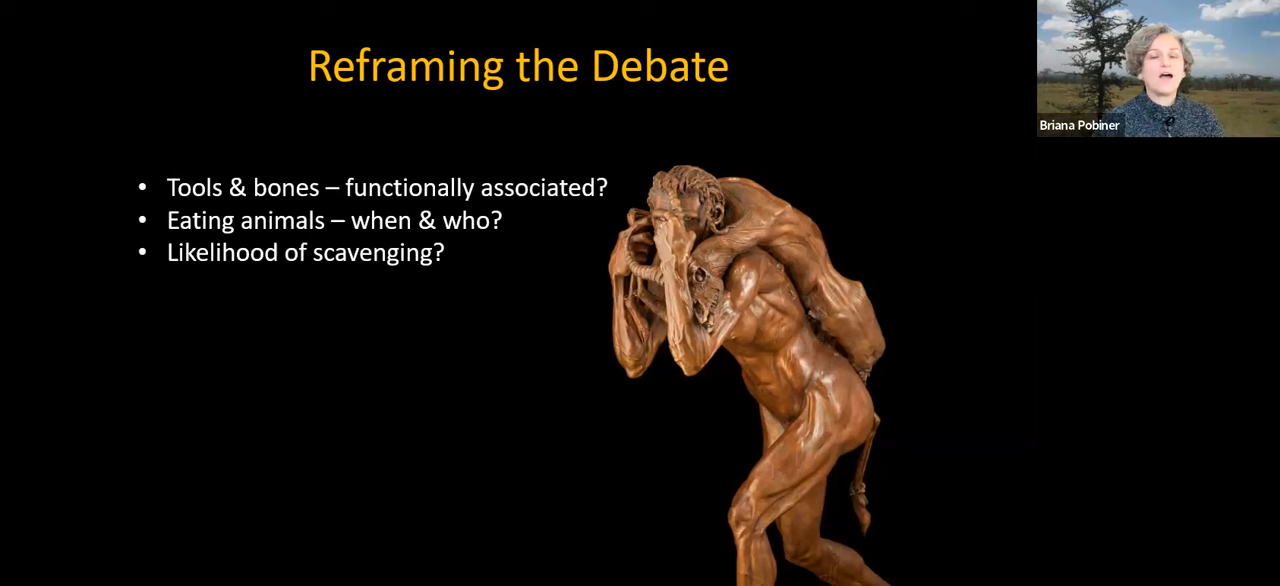 Reframing the Debate
Briana Pobiner
• Tools & bones – functionally associated?
• Eating animals – when & who?
• Likelihood of scavenging?